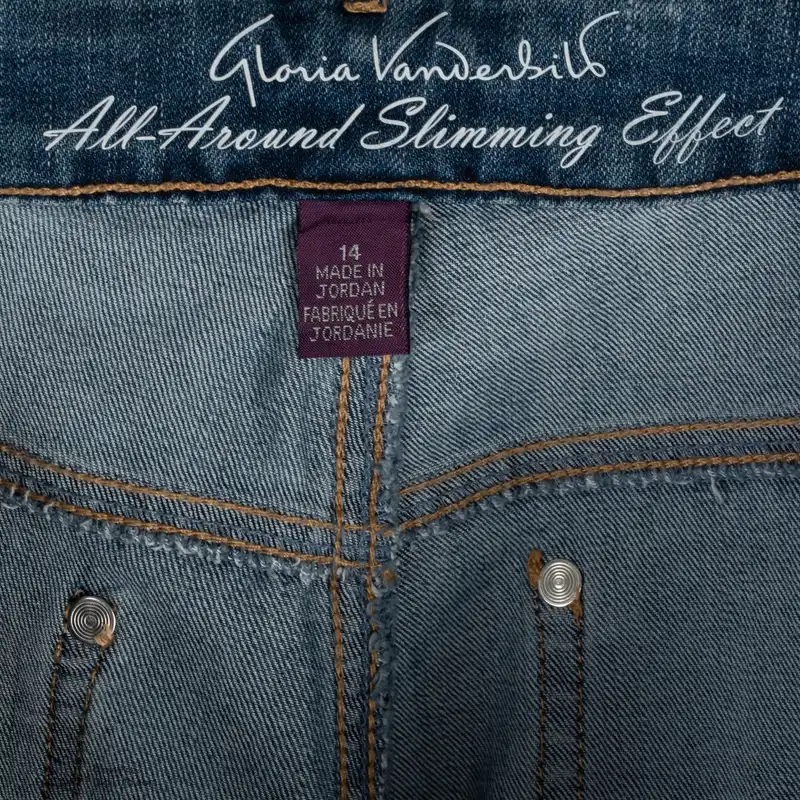 Gloria Vanderbilt
All-Around Slimming Effect
14
MADE IN
JORDAN
FABRIQUÉ EN
JORDANIE